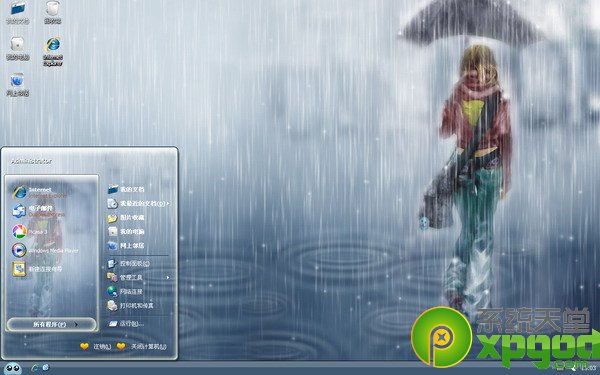 我的文档
回收站
我的电脑
Internet Explorer
网上邻居
Administrator
Internet
Internet Explorer
电子邮件
Outlook Express
Picasa 3
Windows Media Player
新建连接向导
所有程序(P)
我的文档
我最近的文档(D)
图片收藏
我的电脑
网上邻居
控制面板(C)
管理工具
网络连接
打印机和传真
运行(R)...
注销(L)
关闭计算机(U)
系统天堂
xpgod